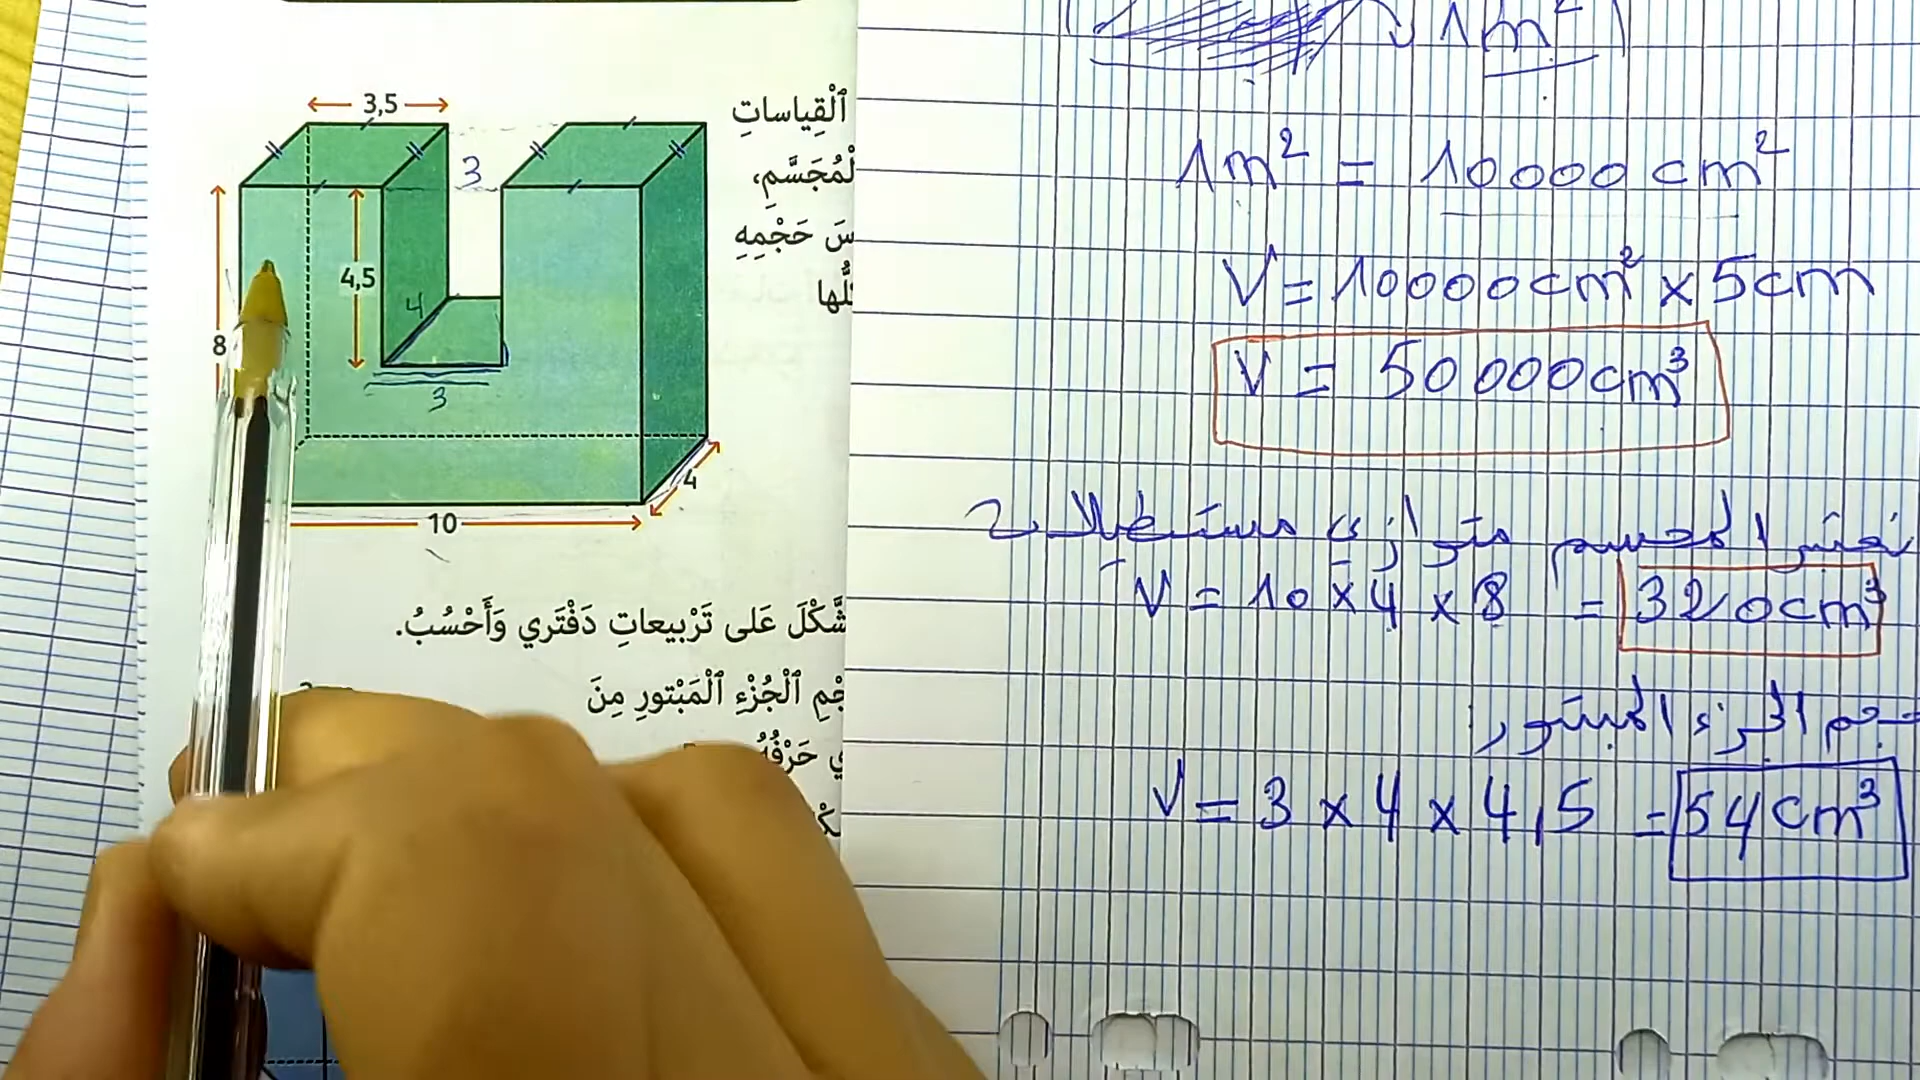 3,5
3
4,5
4
8
3
4
10
ٱلْقِياساتِ
لْمُجَسَّمِ،
سَ حَجْمِهِ
لُّها
شَّكْلَ عَلى تَرْبيعاتِ دَفْتَري وَأَحْسُبُ.
جْمِ ٱلْجُزْءِ ٱلْمَبْتورِ مِنَ
ي حَرْفُهُ
1m²
1m² = 10000 cm²
V = 10000cm² x 5cm
V = 50000cm³
نعتبر المجسم متوازي مستطيلات
V = 10 x 4 x 8 = 320cm³
حجم الجزء المبتور
V = 3 x 4 x 4,5 = 54cm³